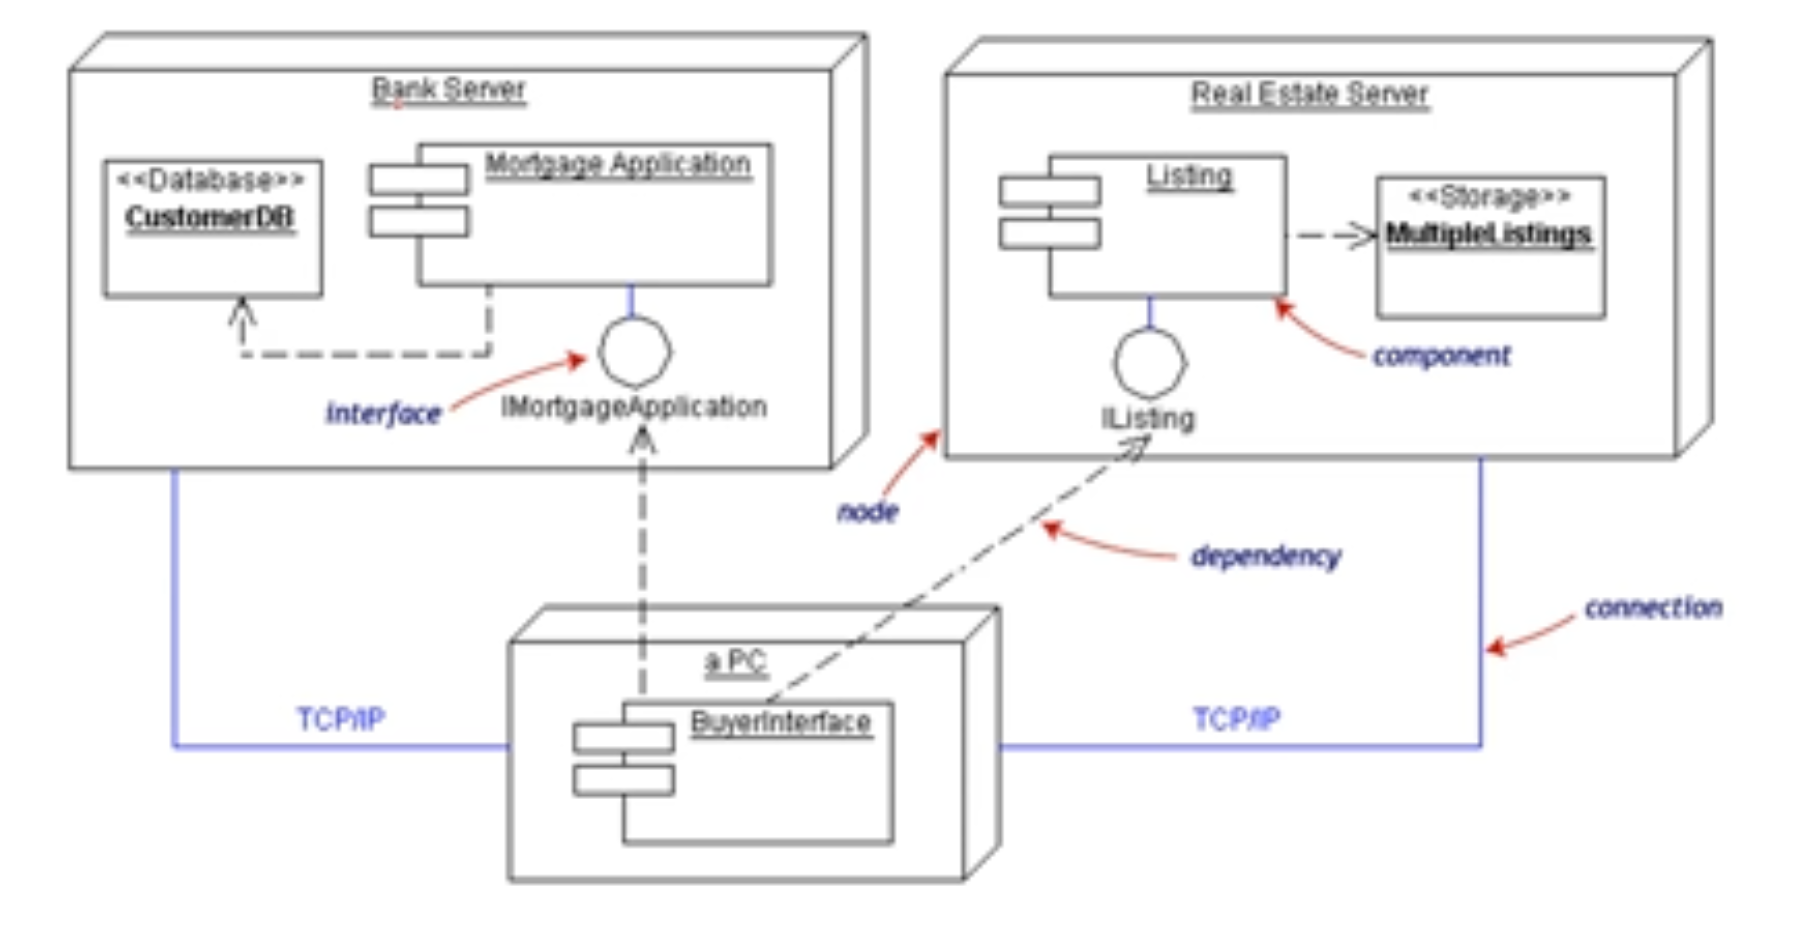 Bank Server
<<Database>>
CustomerDB
Mortgage Application
interface
IMortgageApplication
Real Estate Server
Listing
<<Storage>>
MultipleListings
component
IListing
node
dependency
connection
a PC
BuyerInterface
TCP/IP
TCP/IP